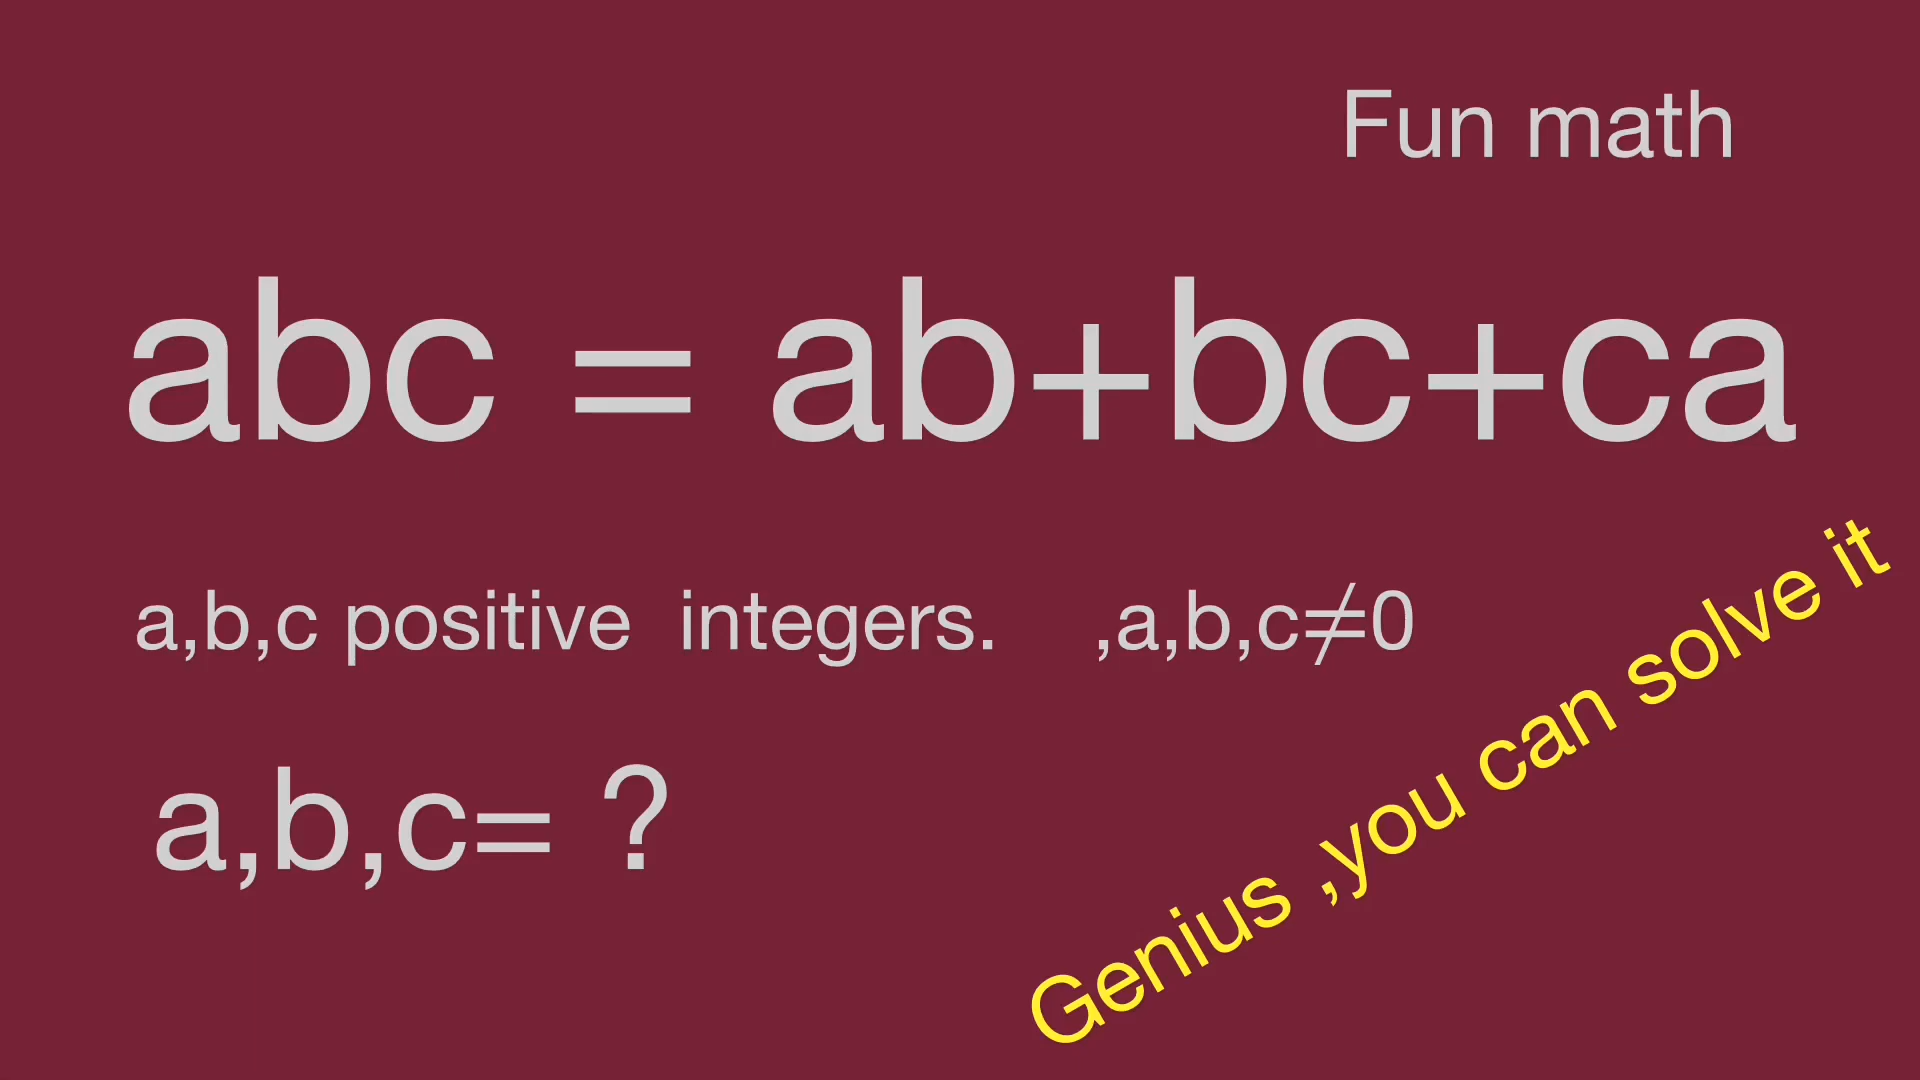 Fun math
abc = ab+bc+ca
a,b,c positive integers. ,a,b,c≠0
a,b,c= ?
Genius ,you can solve it